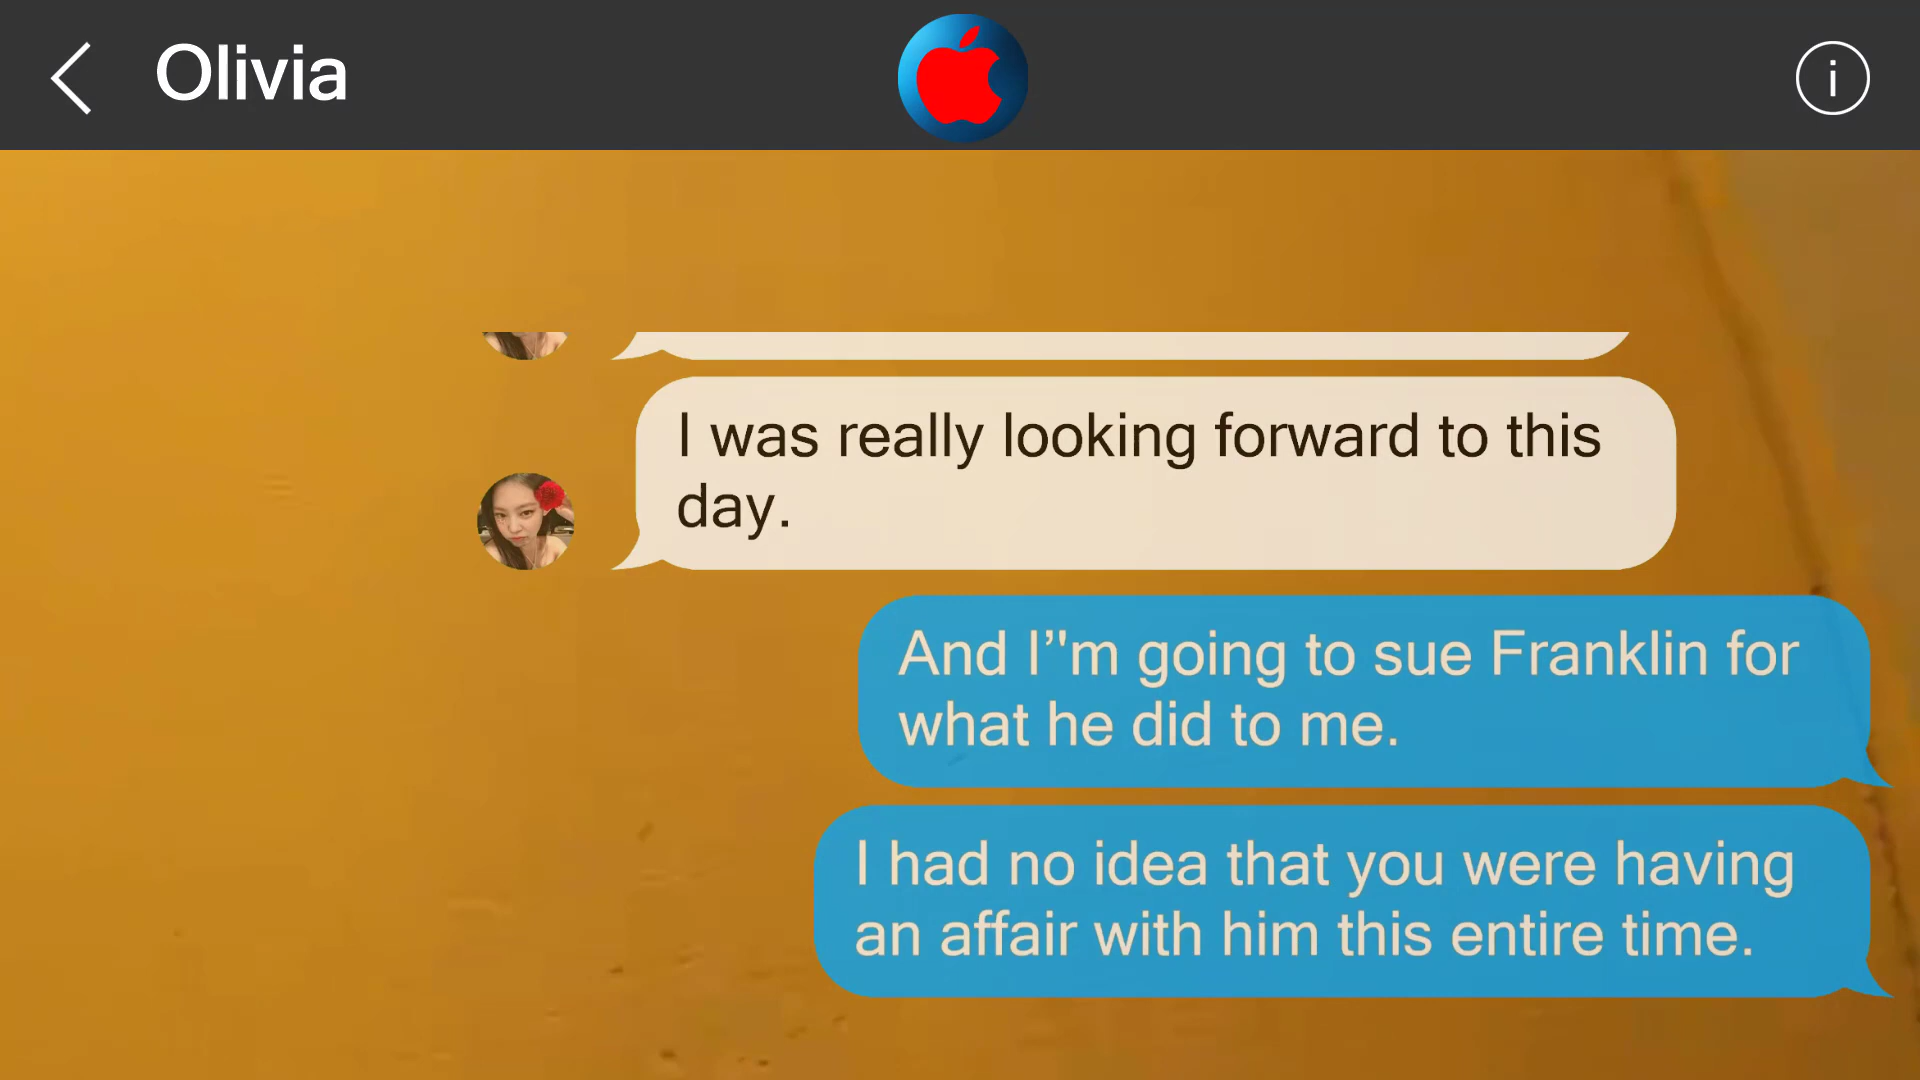 Olivia
i
I was really looking forward to this
day.
And I’"m going to sue Franklin for
what he did to me.
I had no idea that you were having
an affair with him this entire time.